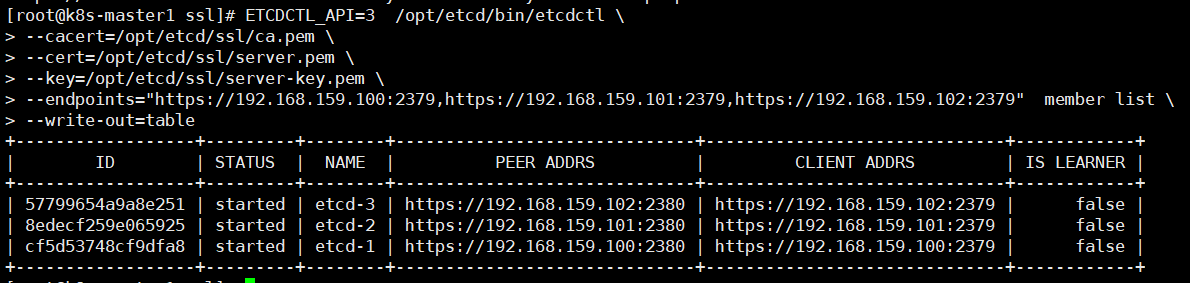 [root@k8s-master1 ssl]# ETCDCTL_API=3  /opt/etcd/bin/etcdctl \
> --cacert=/opt/etcd/ssl/ca.pem \
> --cert=/opt/etcd/ssl/server.pem \
> --key=/opt/etcd/ssl/server-key.pem \
> --endpoints="https://192.168.159.100:2379,https://192.168.159.101:2379,https://192.168.159.102:2379"  member list \
> --write-out=table
+------------------+---------+--------+------------------------------+------------------------------+------------+
|        ID        | STATUS  |  NAME  |          PEER ADDRS          |         CLIENT ADDRS         | IS LEARNER |
+------------------+---------+--------+------------------------------+------------------------------+------------+
| 57799654a9a8e251 | started | etcd-3 | https://192.168.159.102:2380 | https://192.168.159.102:2379 |      false |
| 8edecf259e065925 | started | etcd-2 | https://192.168.159.101:2380 | https://192.168.159.101:2379 |      false |
| cf5d53748cf9dfa8 | started | etcd-1 | https://192.168.159.100:2380 | https://192.168.159.100:2379 |      false |
+------------------+---------+--------+------------------------------+------------------------------+------------+